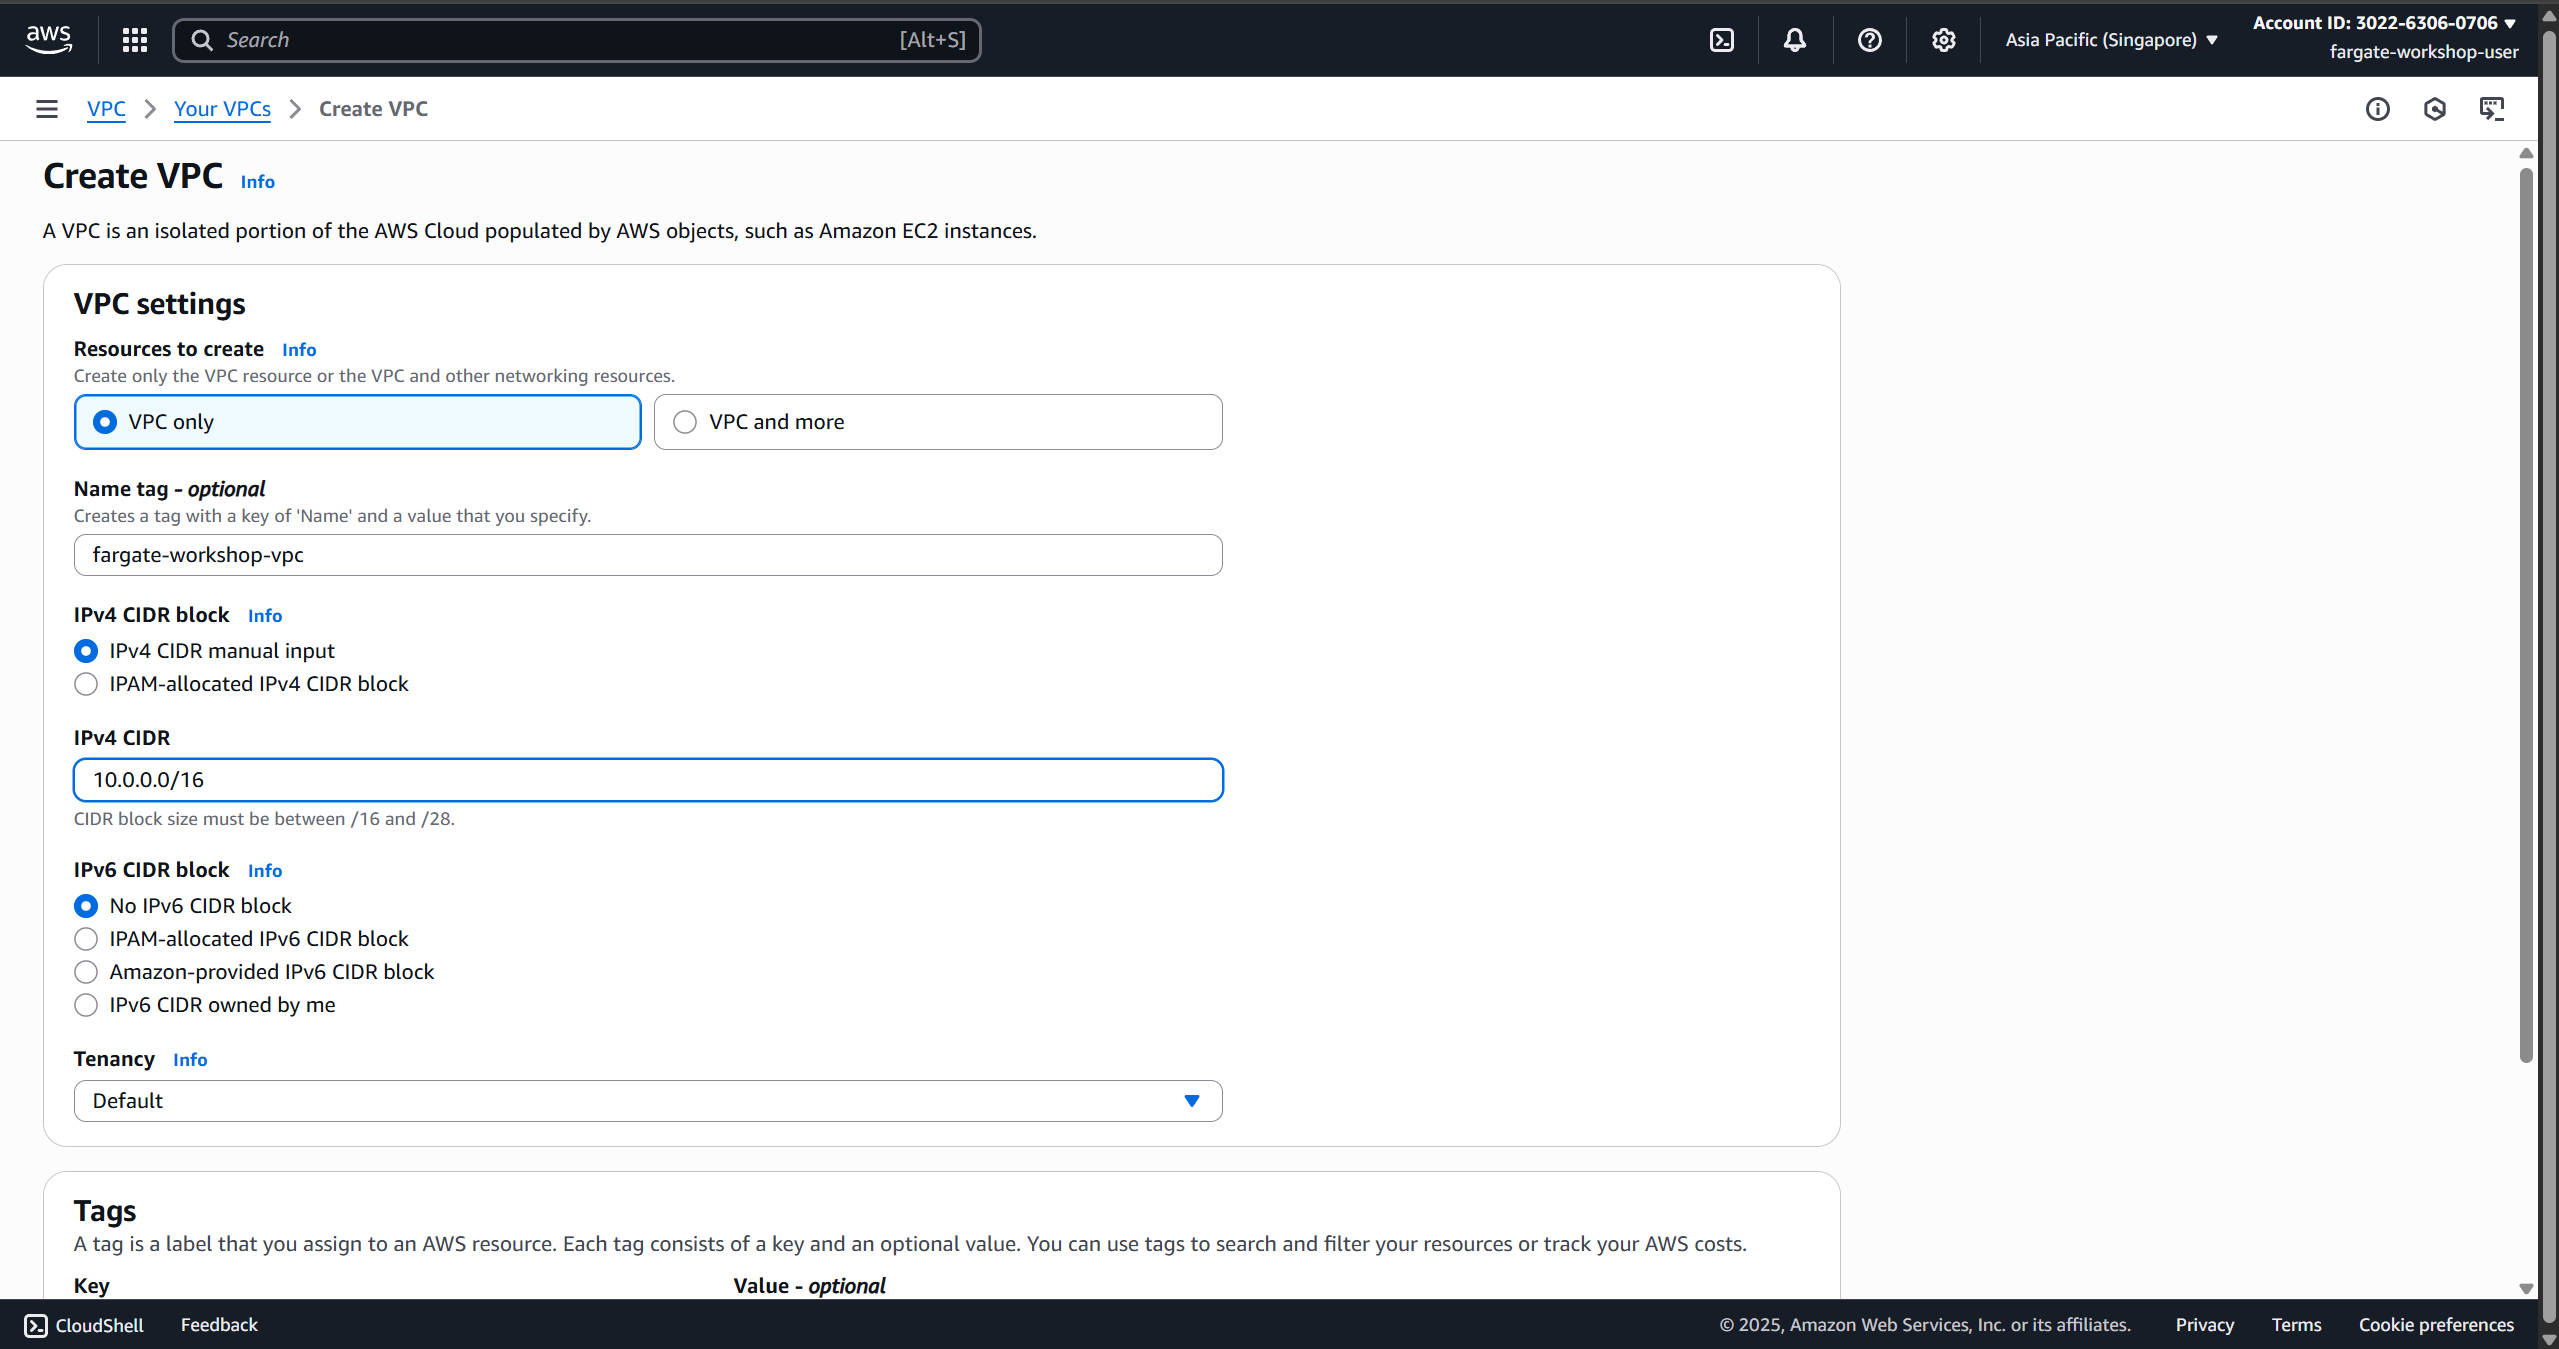 aws
Search
[Alt+S]
Asia Pacific (Singapore)
Account ID: 3022-6306-0706
fargate-workshop-user
VPC
Your VPCs
Create VPC
Create VPC Info
A VPC is an isolated portion of the AWS Cloud populated by AWS objects, such as Amazon EC2 instances.
VPC settings
Resources to create Info
Create only the VPC resource or the VPC and other networking resources.
VPC only
VPC and more
Name tag - optional
Creates a tag with a key of 'Name' and a value that you specify.
fargate-workshop-vpc
IPv4 CIDR block Info
IPv4 CIDR manual input
IPAM-allocated IPv4 CIDR block
IPv4 CIDR
10.0.0.0/16
CIDR block size must be between /16 and /28.
IPv6 CIDR block Info
No IPv6 CIDR block
IPAM-allocated IPv6 CIDR block
Amazon-provided IPv6 CIDR block
IPv6 CIDR owned by me
Tenancy Info
Default
Tags
A tag is a label that you assign to an AWS resource. Each tag consists of a key and an optional value. You can use tags to search and filter your resources or track your AWS costs.
Key
Value - optional
CloudShell
Feedback
© 2025, Amazon Web Services, Inc. or its affiliates.
Privacy
Terms
Cookie preferences